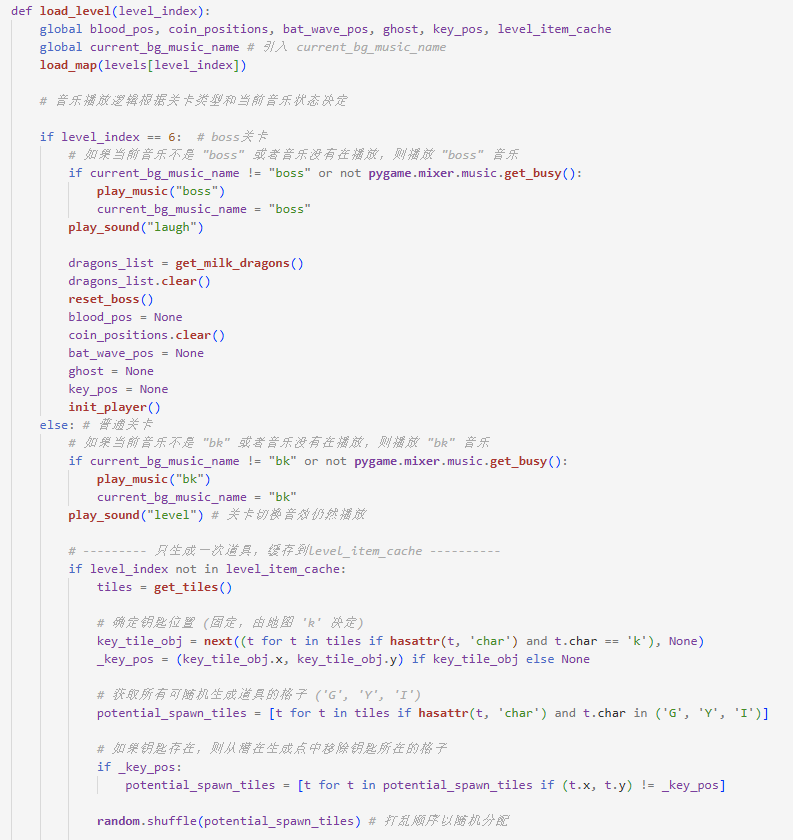 def load_level(level_index):
    global blood_pos, coin_positions, bat_wave_pos, ghost, key_pos, level_item_cache
    global current_bg_music_name # 引入 current_bg_music_name
    load_map(levels[level_index])

    # 音乐播放逻辑根据关卡类型和当前音乐状态决定

    if level_index == 6:  # boss关卡
        # 如果当前音乐不是 "boss" 或者音乐没有在播放，则播放 "boss" 音乐
        if current_bg_music_name != "boss" or not pygame.mixer.music.get_busy():
            play_music("boss")
            current_bg_music_name = "boss"
        play_sound("laugh")

        dragons_list = get_milk_dragons()
        dragons_list.clear()
        reset_boss()
        blood_pos = None
        coin_positions.clear()
        bat_wave_pos = None
        ghost = None
        key_pos = None
        init_player()
    else: # 普通关卡
        # 如果当前音乐不是 "bk" 或者音乐没有在播放，则播放 "bk" 音乐
        if current_bg_music_name != "bk" or not pygame.mixer.music.get_busy():
            play_music("bk")
            current_bg_music_name = "bk"
        play_sound("level") # 关卡切换音效仍然播放

        # --------- 只生成一次道具，缓存到level_item_cache ----------
        if level_index not in level_item_cache:
            tiles = get_tiles()

            # 确定钥匙位置 (固定，由地图 'k' 决定)
            key_tile_obj = next((t for t in tiles if hasattr(t, 'char') and t.char == 'k'), None)
            _key_pos = (key_tile_obj.x, key_tile_obj.y) if key_tile_obj else None

            # 获取所有可随机生成道具的格子 ('G', 'Y', 'I')
            potential_spawn_tiles = [t for t in tiles if hasattr(t, 'char') and t.char in ('G', 'Y', 'I')]

            # 如果钥匙存在，则从潜在生成点中移除钥匙所在的格子
            if _key_pos:
                potential_spawn_tiles = [t for t in potential_spawn_tiles if (t.x, t.y) != _key_pos]

            random.shuffle(potential_spawn_tiles) # 打乱顺序以随机分配